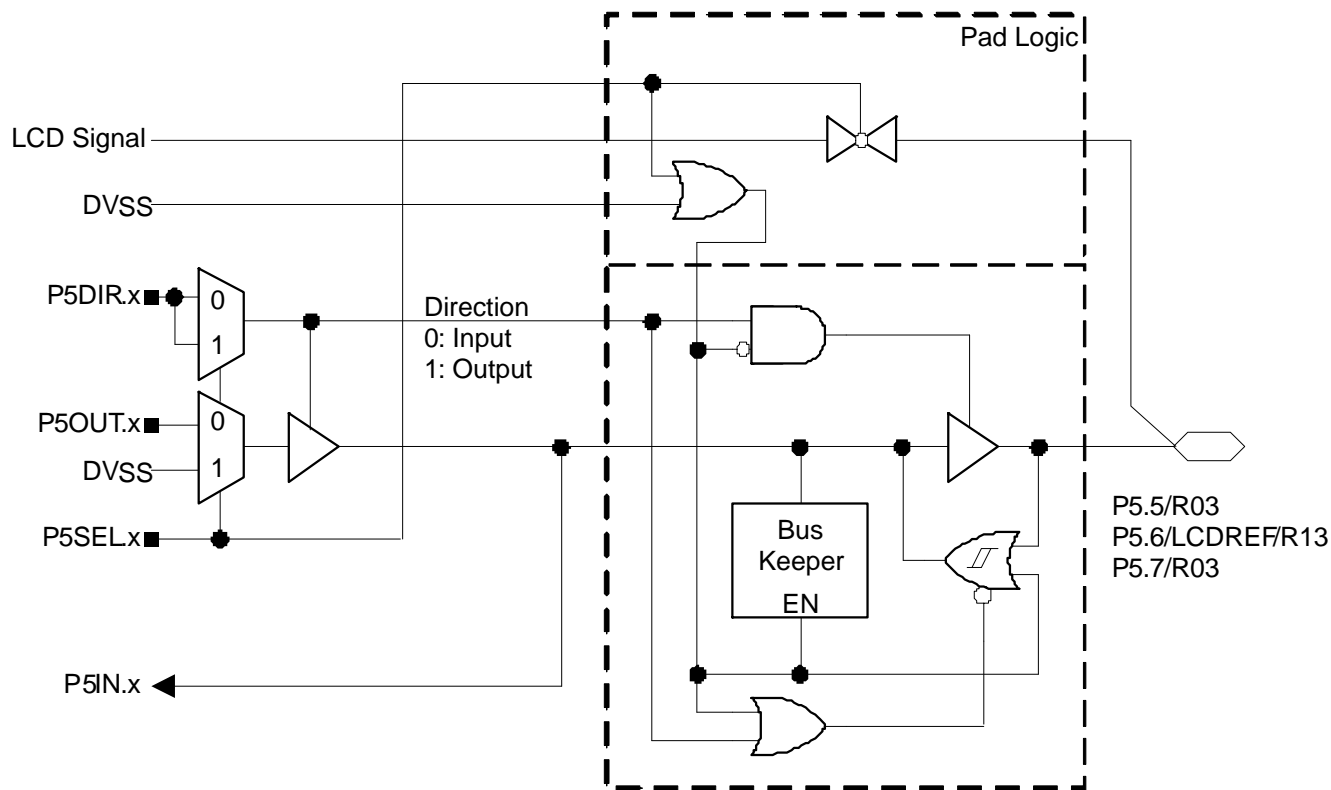 Pad Logic
LCD Signal
DVSS
P5DIR.x
0
1
Direction
0: Input
1: Output
P5OUT.x
0
DVSS
1
P5SEL.x
Bus
Keeper
EN
P5.5/R03
P5.6/LCDREF/R13
P5.7/R03
P5IN.x